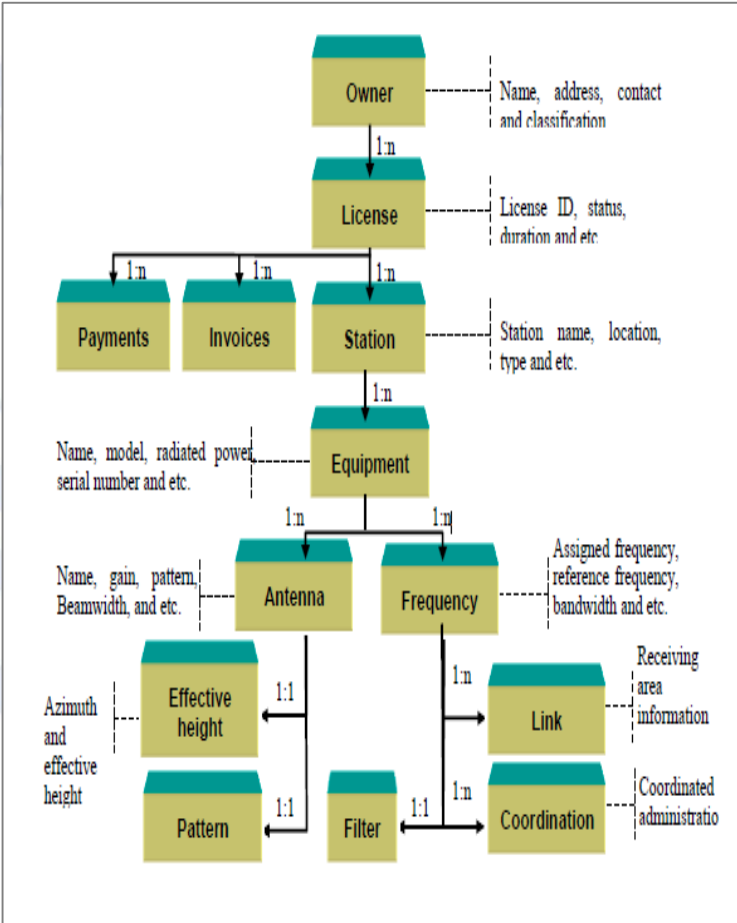 Owner
Name, address, contact
and classification
1:n
License
License ID, status,
duration and etc
1:n
1:n
1:n
Payments
Invoices
Station
Station name, location,
type and etc.
1:n
Equipment
Name, model, radiated power
serial number and etc.
1:n
1:n
Antenna
Name, gain, pattern,
Beamwidth, and etc.
Frequency
Assigned frequency,
reference frequency,
bandwidth and etc.
Effective
height
1:1
Azimuth
and
effective
height
1:n
Link
Receiving
area
information
Pattern
1:1
Filter
1:1
1:n
Coordination
Coordinated
administratio